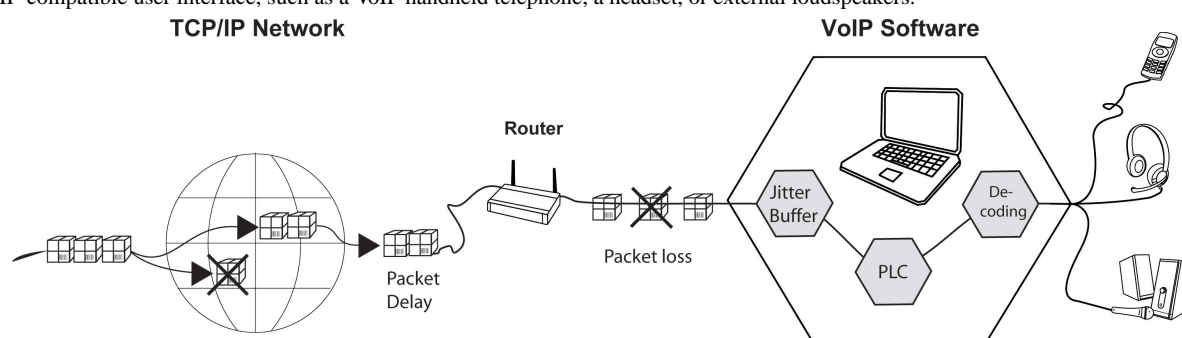 IP compatible user interface, such as a VoIP handheld telephone, a headset, or external loudspeakers.
TCP/IP Network
VoIP Software
Router
Jitter
Buffer
De-
coding
Packet loss
PLC
Packet
Delay